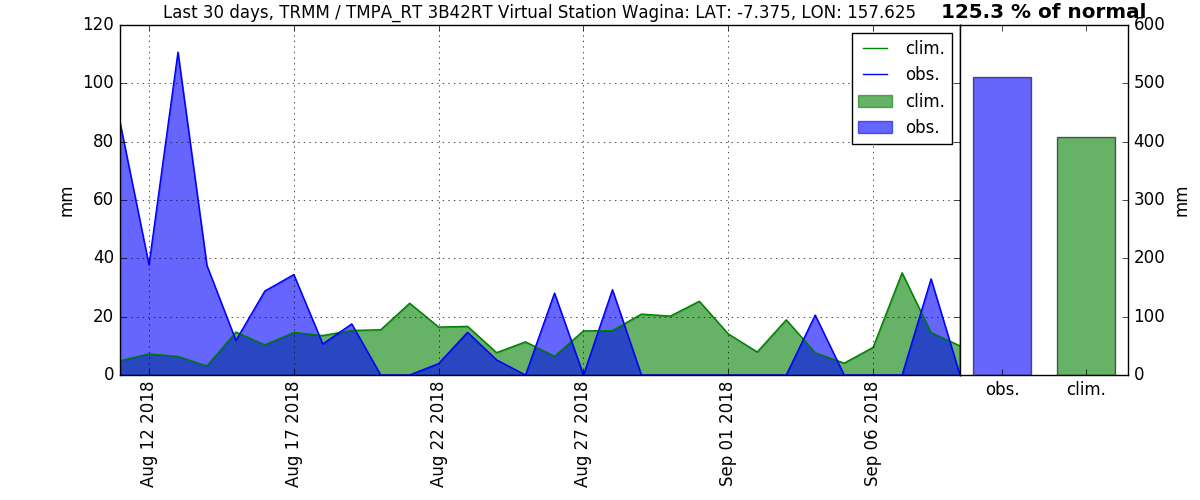 Last 30 days, TRMM / TMPA_RT 3B42RT Virtual Station Wagina: LAT: -7.375, LON: 157.625
125.3 % of normal
120
100
80
60
40
20
0
mm
clim.
obs.
clim.
obs.
600
500
400
300
200
100
0
mm
Aug 12 2018
Aug 17 2018
Aug 22 2018
Aug 27 2018
Sep 01 2018
Sep 06 2018
obs.
clim.